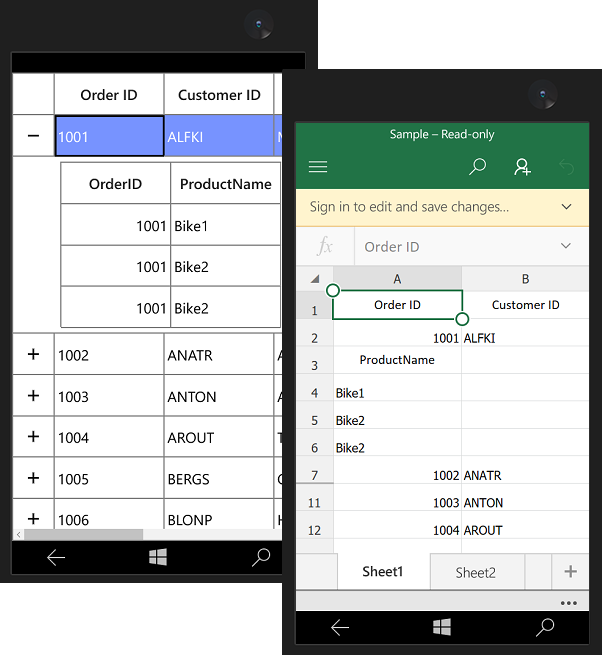 Order ID Customer ID
− 1001 ALFKI
OrderID ProductName
1001 Bike1
1001 Bike2
1001 Bike2
+ 1002 ANATR
+ 1003 ANTON
+ 1004 AROUT
+ 1005 BERGS
+ 1006 BLONP
Sample – Read-only
Sign in to edit and save changes...
fx Order ID
A B
1 Order ID Customer ID
2 1001 ALFKI
3 ProductName
4 Bike1
5 Bike2
6 Bike2
7 1002 ANATR
11 1003 ANTON
12 1004 AROUT
Sheet1 Sheet2 +